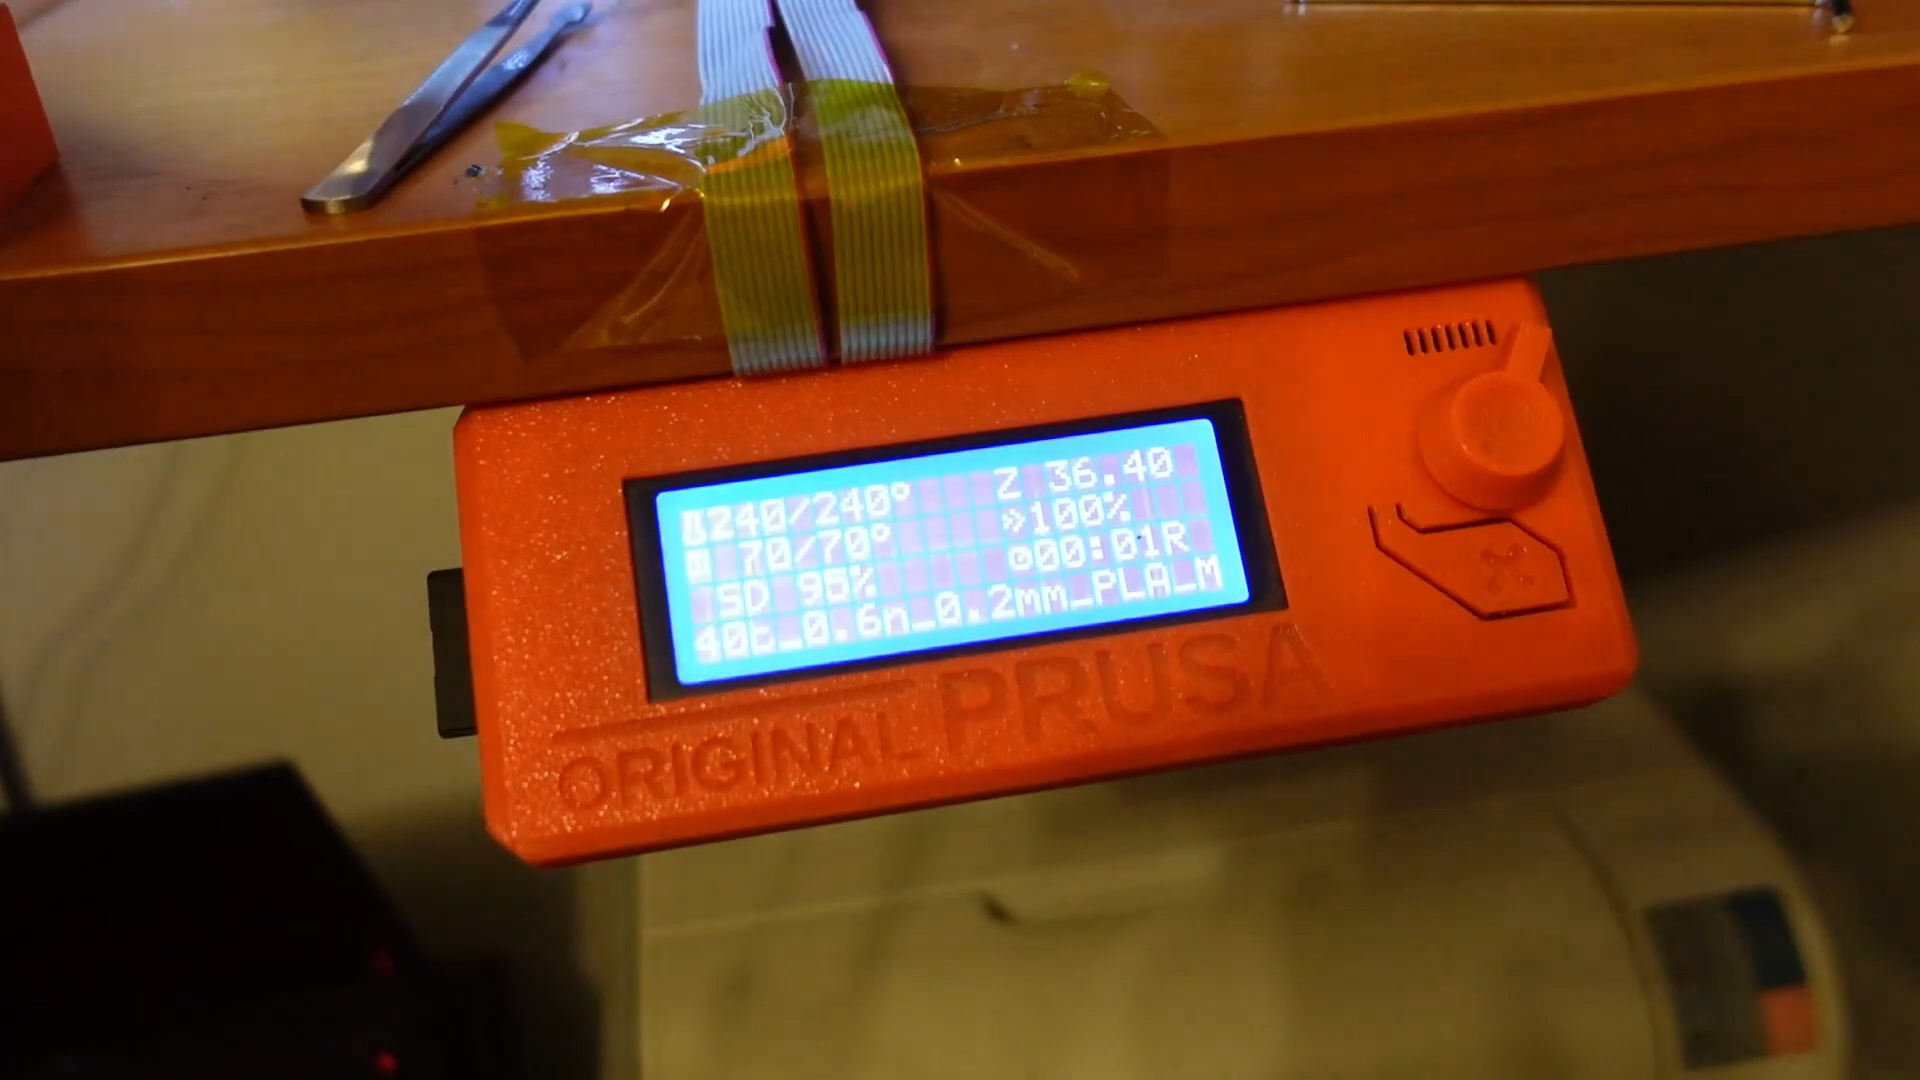 240/240° Z 36.40
70/70° 100%
SD 95% 00:01R
40t_0.6n_0.2mm_PLA_M
ORIGINAL PRUSA